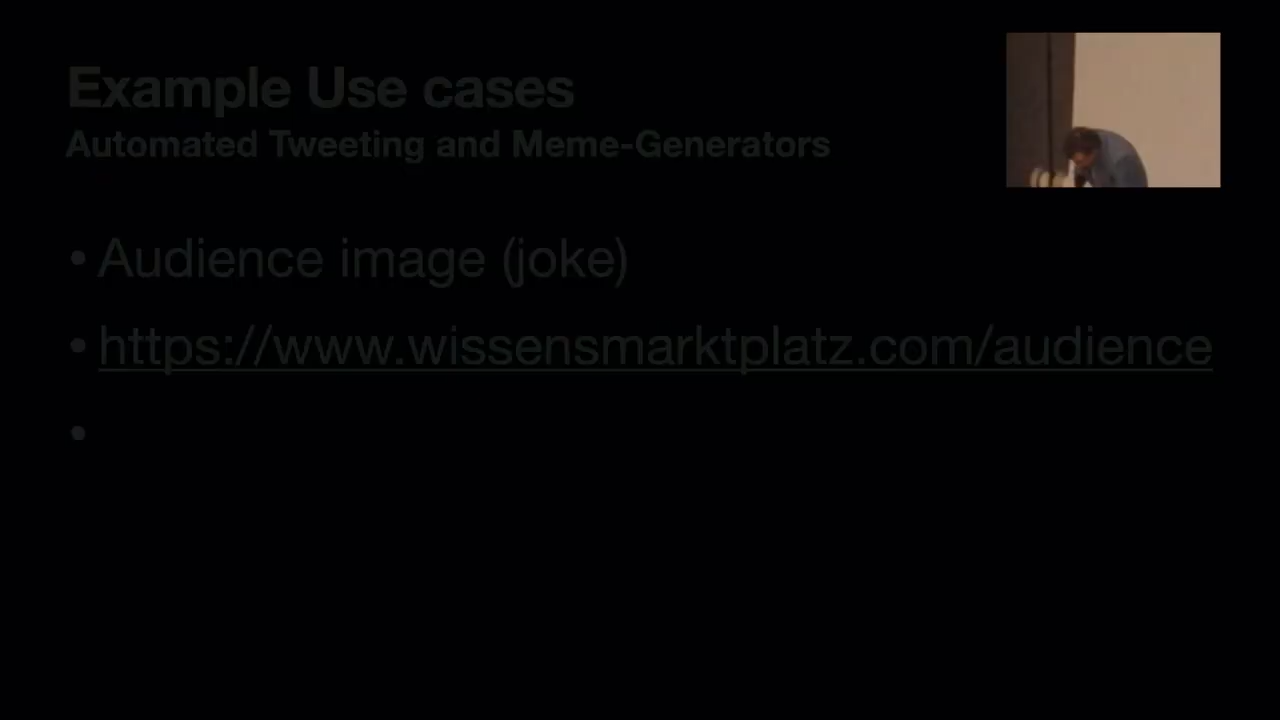 Example Use cases
Automated Tweeting and Meme-Generators
• Audience image (joke)
• https://www.wissensmarktplatz.com/audience
•